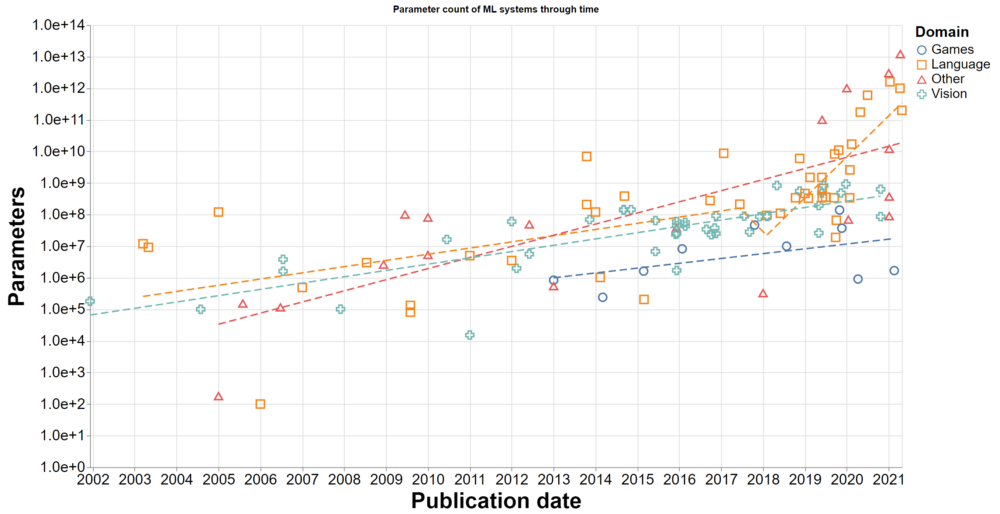 Parameter count of ML systems through time
1.0e+14
1.0e+13
1.0e+12
1.0e+11
1.0e+10
1.0e+9
1.0e+8
1.0e+7
1.0e+6
1.0e+5
1.0e+4
1.0e+3
1.0e+2
1.0e+1
1.0e+0
Parameters
2002 2003 2004 2005 2006 2007 2008 2009 2010 2011 2012 2013 2014 2015 2016 2017 2018 2019 2020 2021
Publication date
Domain
Games
Language
Other
Vision